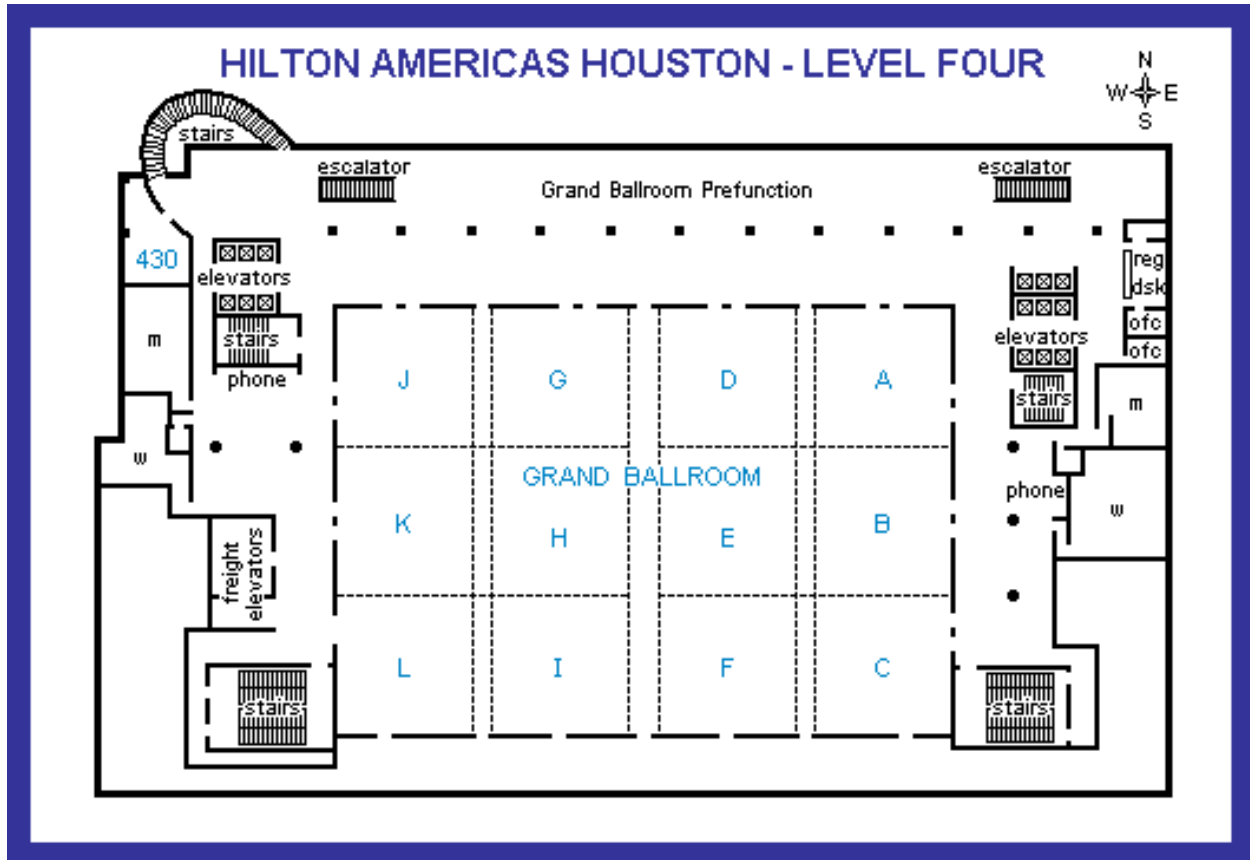 HILTON AMERICAS HOUSTON - LEVEL FOUR
N
W E
S
stairs
escalator
escalator
Grand Ballroom Prefunction
430
elevators
reg
dsk
m
stairs
phone
elevators
ofc
ofc
stairs
J
G
D
A
m
w
GRAND BALLROOM
phone
w
K
H
E
B
freight
elevators
L
I
F
C
stairs
stairs